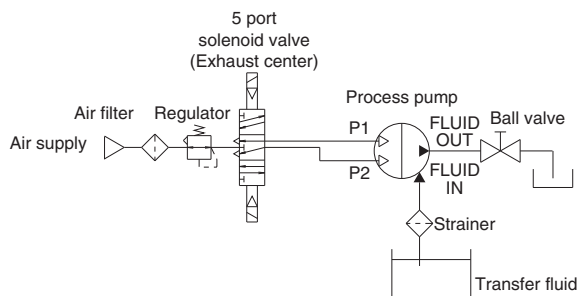 5 port
solenoid valve
(Exhaust center)
Process pump
Air filter
Regulator
Ball valve
Air supply
P1
FLUID
OUT
P2
FLUID
IN
Strainer
Transfer fluid